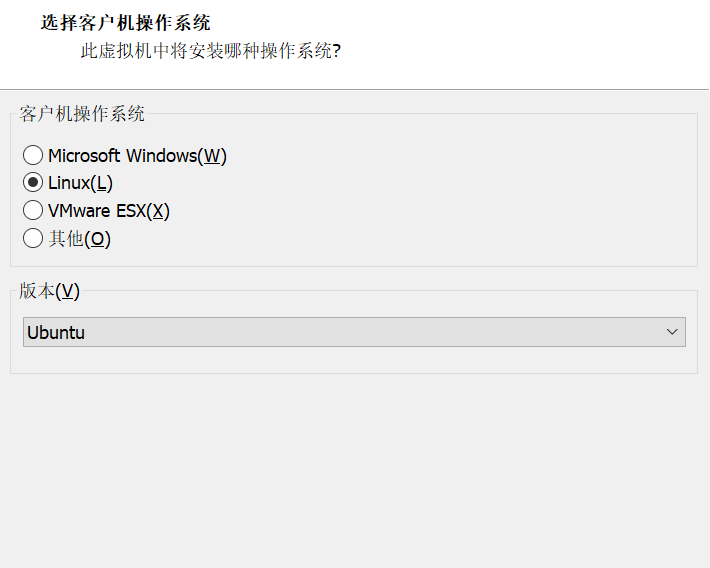 选择客户机操作系统
此虚拟机中将安装哪种操作系统?
客户机操作系统
Microsoft Windows(W)
Linux(L)
VMware ESX(X)
其他(O)
版本(V)
Ubuntu